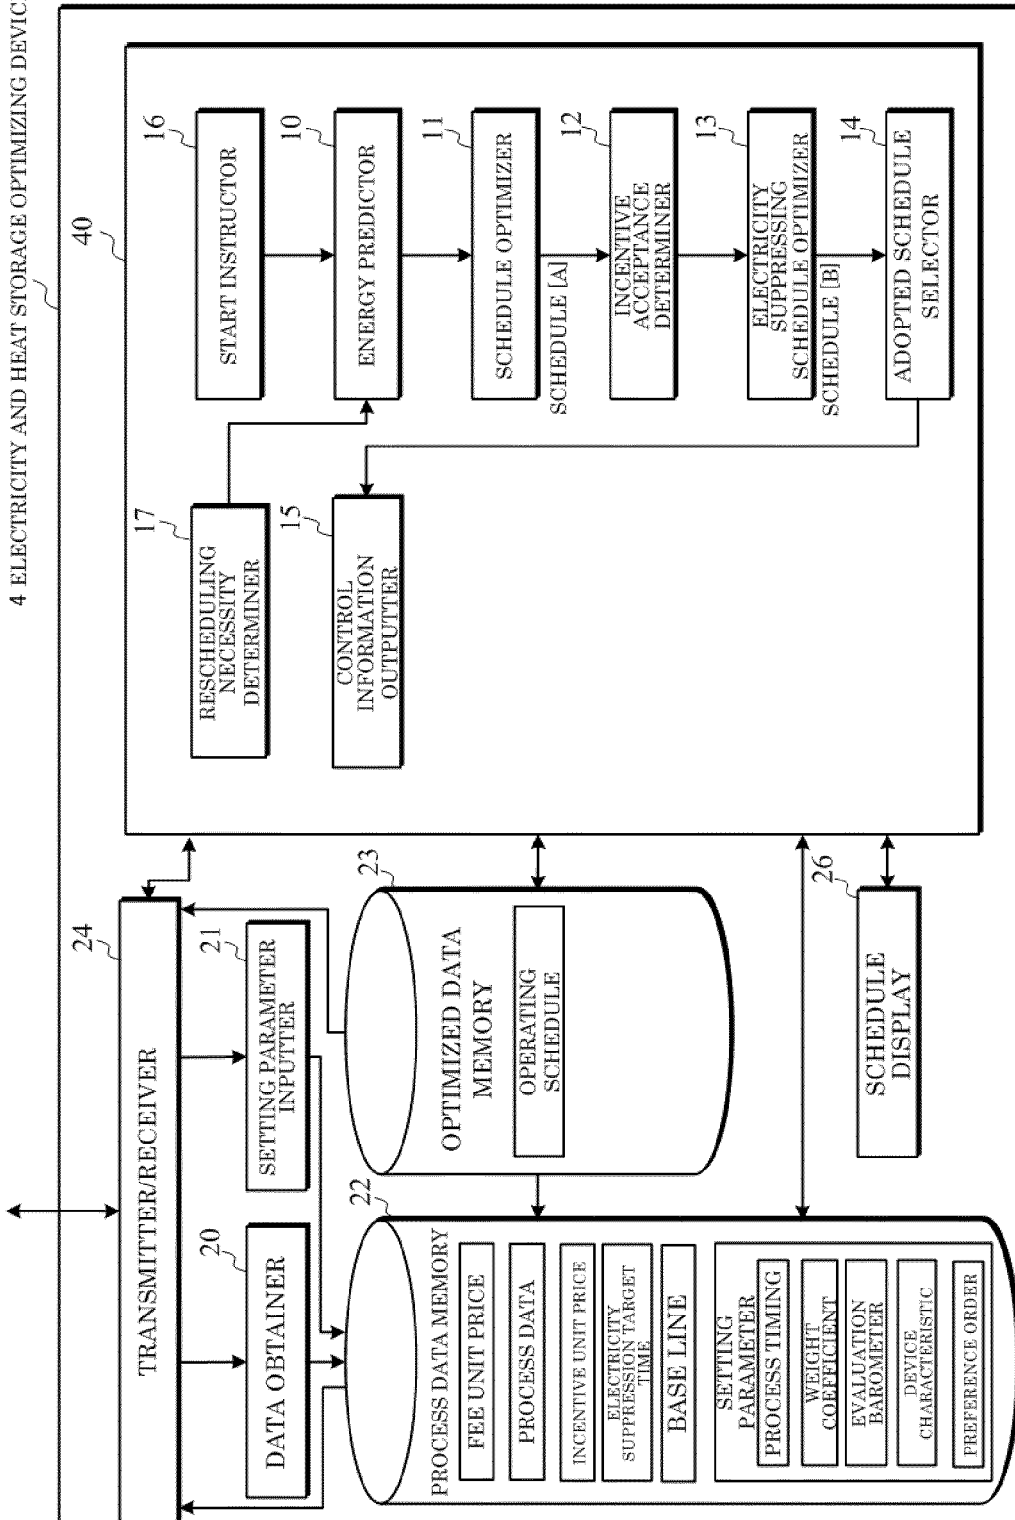 4 ELECTRICITY AND HEAT STORAGE OPTIMIZING DEVIC
40
16
START INSTRUCTOR
10
ENERGY PREDICTOR
11
SCHEDULE OPTIMIZER
SCHEDULE [A]
12
INCENTIVE
ACCEPTANCE
DETERMINER
13
ELECTRICITY
SUPPRESSING
SCHEDULE OPTIMIZER
SCHEDULE [B]
14
ADOPTED SCHEDULE
SELECTOR
17
RESCHEDULING
NECESSITY
DETERMINER
15
CONTROL
INFORMATION
OUTPUTTER
24
TRANSMITTER/RECEIVER
21
SETTING PARAMETER
INPUTTER
20
DATA OBTAINER
23
OPTIMIZED DATA
MEMORY
OPERATING
SCHEDULE
26
SCHEDULE
DISPLAY
22
PROCESS DATA MEMORY
FEE UNIT PRICE
PROCESS DATA
INCENTIVE UNIT PRICE
ELECTRICITY
SUPPRESSION TARGET
TIME
BASE LINE
SETTING
PARAMETER
PROCESS TIMING
WEIGHT
COEFFICIENT
EVALUATION
BAROMETER
DEVICE
CHARACTERISTIC
PREFERENCE ORDER